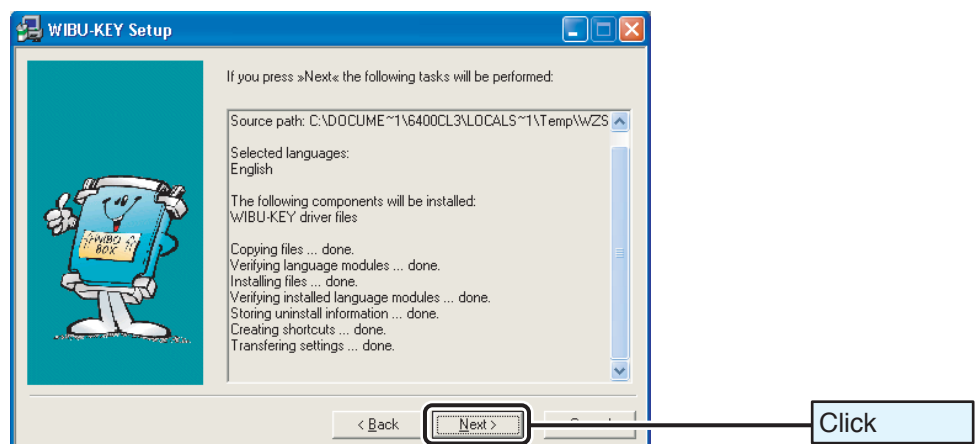 WIBU-KEY Setup
If you press »Next« the following tasks will be performed:
Source path: C:\DOCUME~1\6400CL3\LOCALS~1\Temp\WZS
Selected languages:
English
The following components will be installed:
WIBU-KEY driver files
Copying files ... done.
Verifying language modules ... done.
Installing files ... done.
Verifying installed language modules ... done.
Storing uninstall information ... done.
Creating shortcuts ... done.
Transfering settings ... done.
WIBO
BOX
< Back
Next >
Click